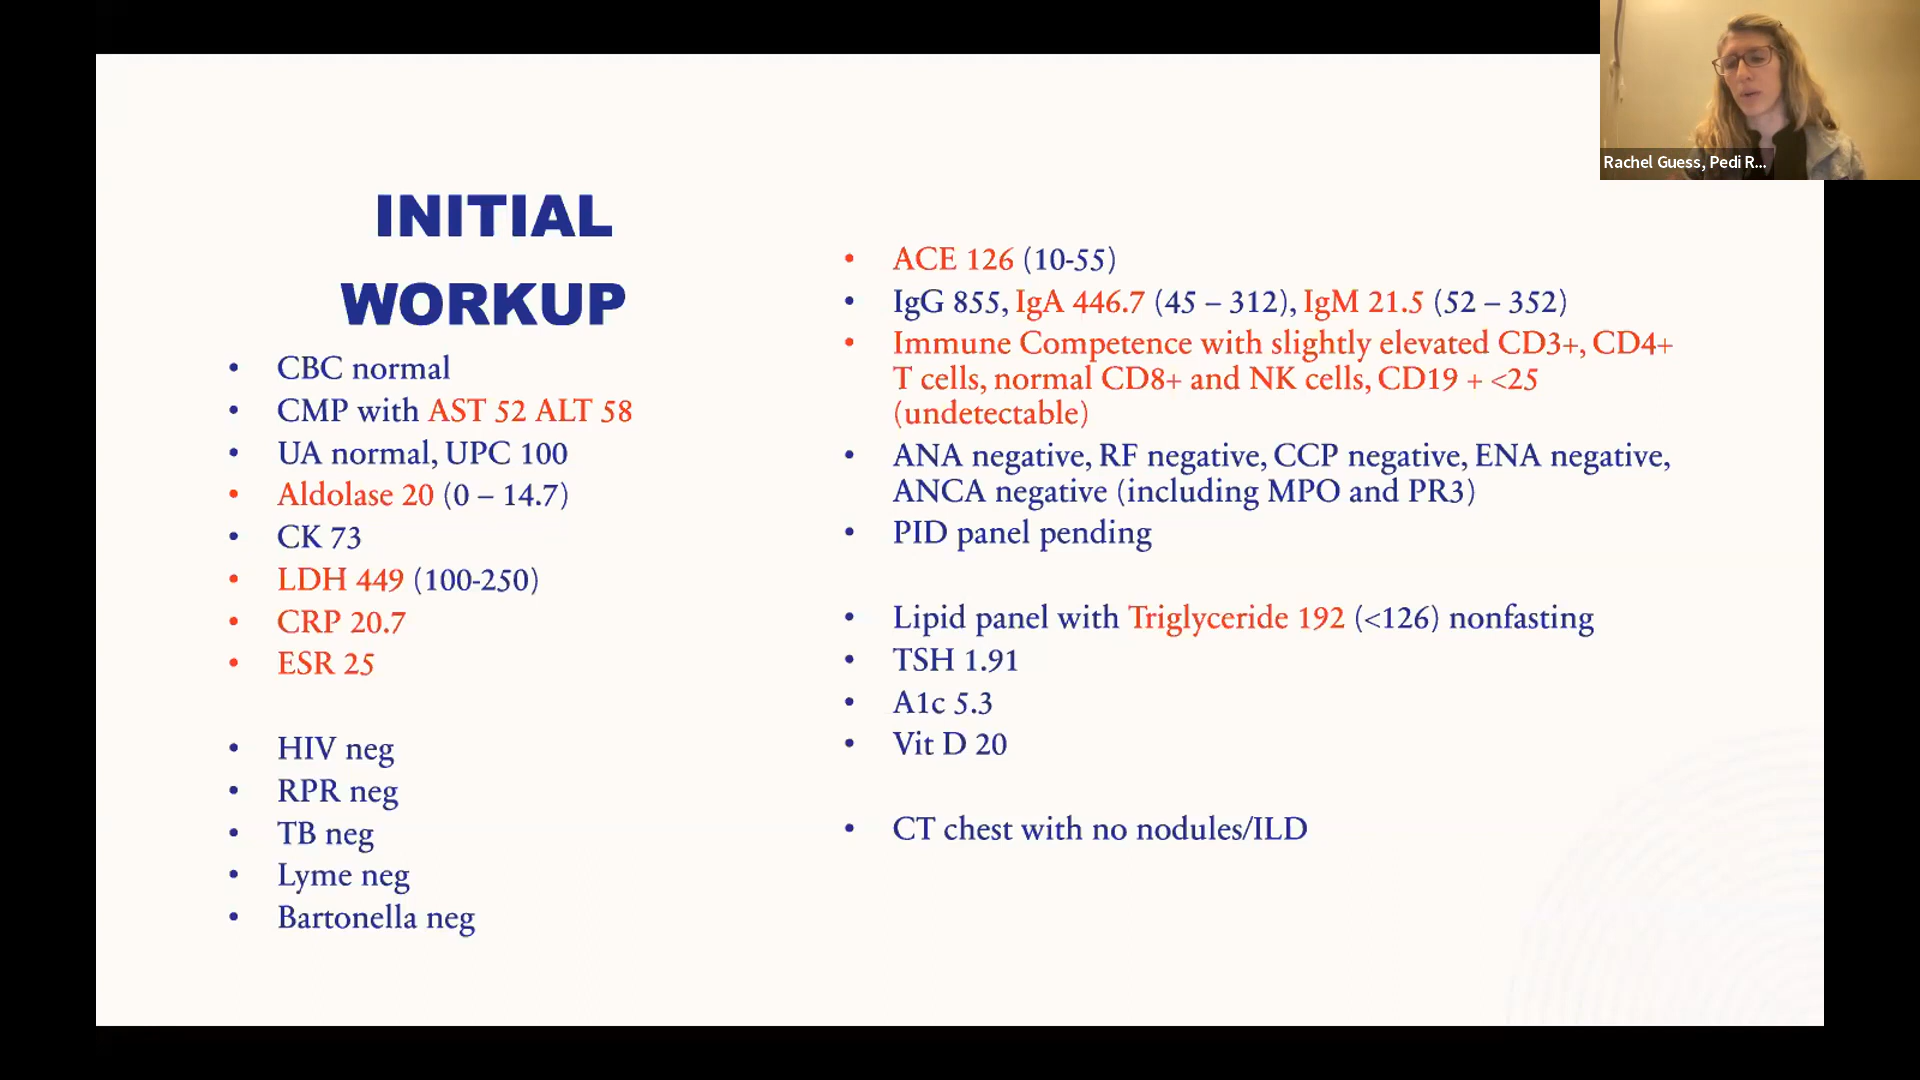 Rachel Guess, Pedi R...
INITIAL
WORKUP
• CBC normal
• CMP with AST 52 ALT 58
• UA normal, UPC 100
• Aldolase 20 (0 – 14.7)
• CK 73
• LDH 449 (100-250)
• CRP 20.7
• ESR 25
• HIV neg
• RPR neg
• TB neg
• Lyme neg
• Bartonella neg
• ACE 126 (10-55)
• IgG 855, IgA 446.7 (45 – 312), IgM 21.5 (52 – 352)
• Immune Competence with slightly elevated CD3+, CD4+
T cells, normal CD8+ and NK cells, CD19 + <25
(undetectable)
• ANA negative, RF negative, CCP negative, ENA negative,
ANCA negative (including MPO and PR3)
• PID panel pending
• Lipid panel with Triglyceride 192 (<126) nonfasting
• TSH 1.91
• A1c 5.3
• Vit D 20
• CT chest with no nodules/ILD